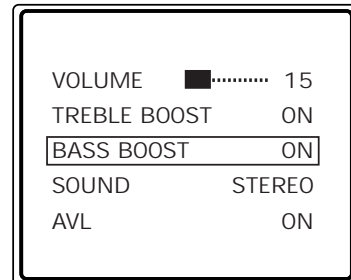 VOLUME 15
TREBLE BOOST ON
BASS BOOST ON
SOUND STEREO
AVL ON